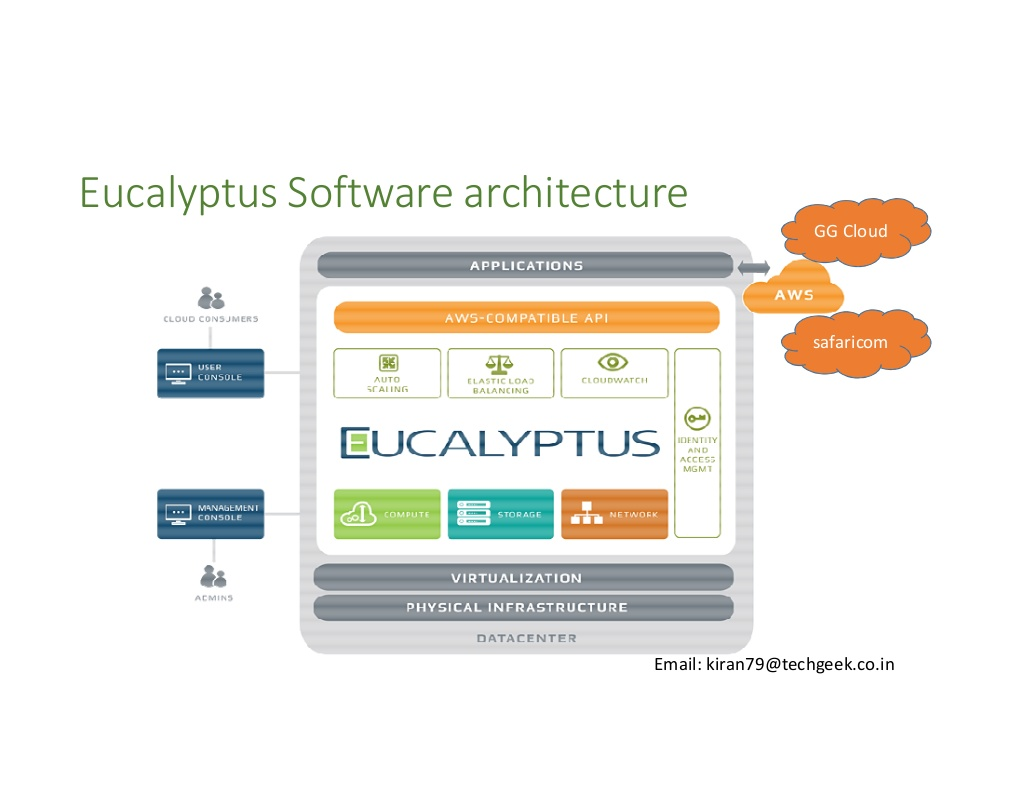 Eucalyptus Software architecture
GG Cloud
APPLICATIONS
AWS
CLOUD CONSUMERS
AWS-COMPATIBLE API
safaricom
USER
CONSOLE
AUTO
SCALING
ELASTIC LOAD
BALANCING
CLOUDWATCH
IDENTITY
AND
ACCESS
MGMT
EUCALYPTUS
MANAGEMENT
CONSOLE
COMPUTE
STORAGE
NETWORK
ADMINS
VIRTUALIZATION
PHYSICAL INFRASTRUCTURE
DATACENTER
Email: kiran79@techgeek.co.in